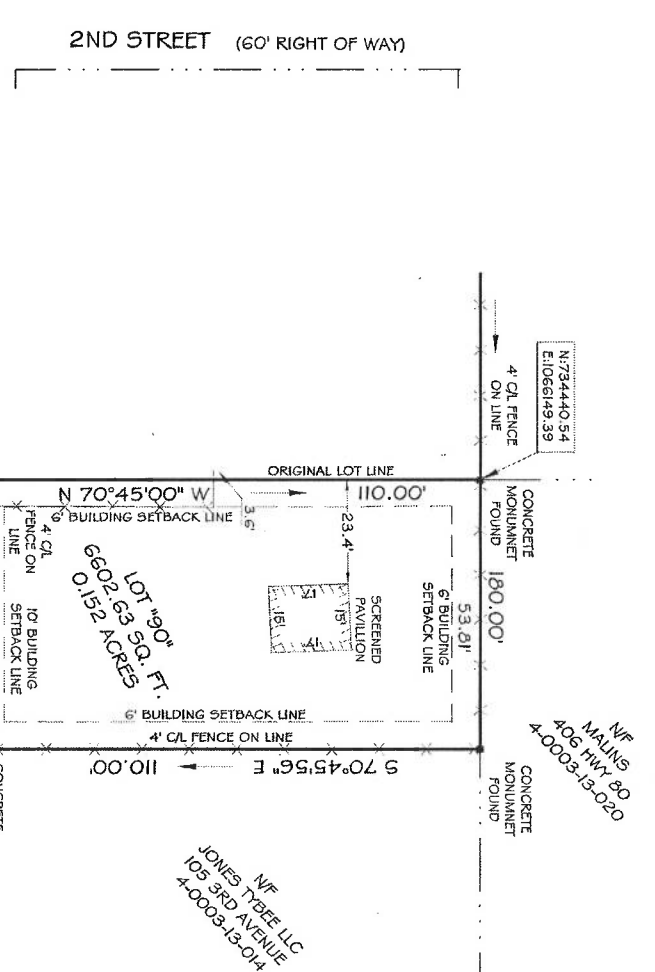 2ND STREET (60' RIGHT OF WAY)
N:734440.54
E:1066149.39
4' C/L FENCE
ON LINE
ORIGINAL LOT LINE
N 70°45'00" W
110.00'
CONCRETE
MONUMNET
FOUND
6' BUILDING SETBACK LINE
3.6'
23.4'
4' C/L
FENCE ON
LINE
LOT "90"
6602.63 SQ. FT.
0.152 ACRES
17'
15'
15'
17'
SCREENED
PAVILLION
6' BUILDING
SETBACK LINE
53.81'
180.00'
10' BUILDING
SETBACK LINE
6' BUILDING SETBACK LINE
4' C/L FENCE ON LINE
S 70°45'56" E
110.00'
N/F
MALINS
406 HWY 80
4-0003-13-020
CONCRETE
MONUMNET
FOUND
CONCRETE
N/F
JONES TYBEE LLC
105 3RD AVENUE
4-0003-13-014